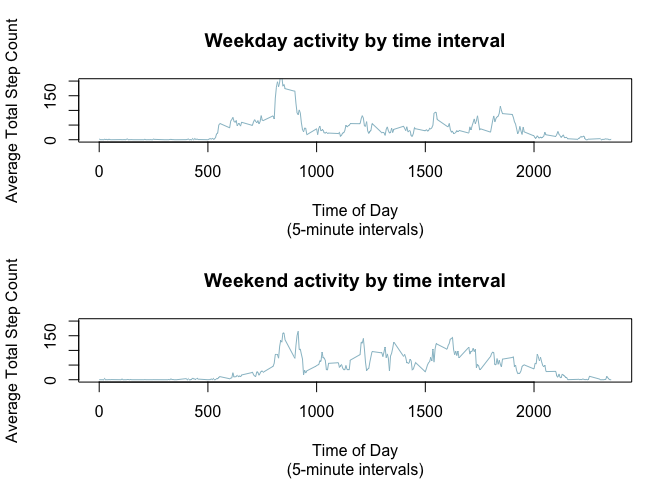 Weekday activity by time interval
Average Total Step Count
150
0
0 500 1000 1500 2000
Time of Day
(5-minute intervals)
Weekend activity by time interval
Average Total Step Count
150
0
0 500 1000 1500 2000
Time of Day
(5-minute intervals)